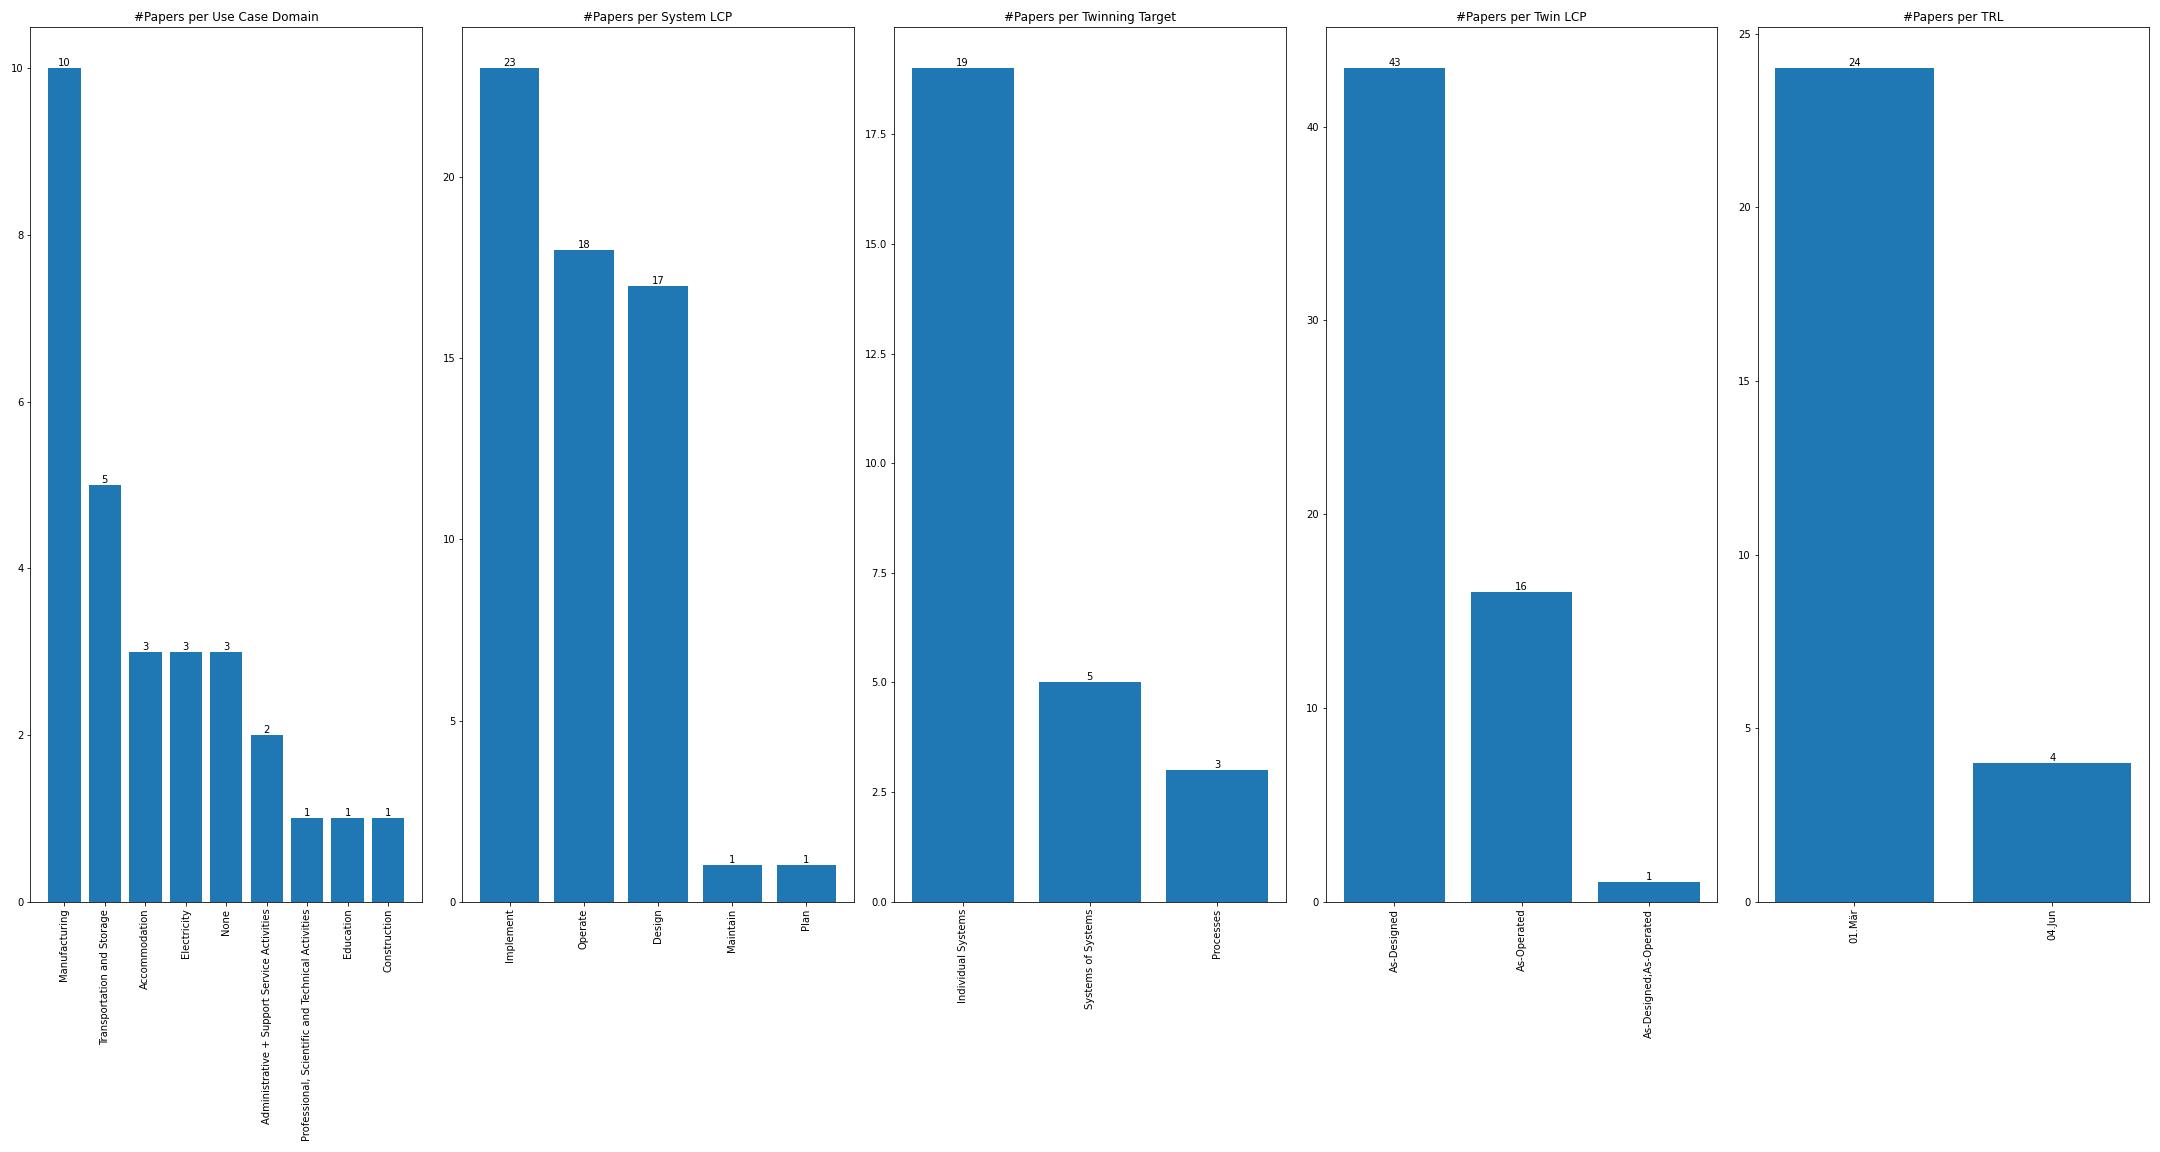 #Papers per Use Case Domain
10
8
6
4
2
0
10
5
3
3
3
2
1
1
1
Manufacturing
Transportation and Storage
Accommodation
Electricity
None
Administrative + Support Service Activities
Professional, Scientific and Technical Activities
Education
Construction
#Papers per System LCP
20
15
10
5
0
23
18
17
1
1
Implement
Operate
Design
Maintain
Plan
#Papers per Twinning Target
17.5
15.0
12.5
10.0
7.5
5.0
2.5
0.0
19
5
3
Individual Systems
Systems of Systems
Processes
#Papers per Twin LCP
40
30
20
10
0
43
16
1
As-Designed
As-Operated
As-Designed;As-Operated
#Papers per TRL
25
20
15
10
5
0
24
4
01.Mär
04.Jun